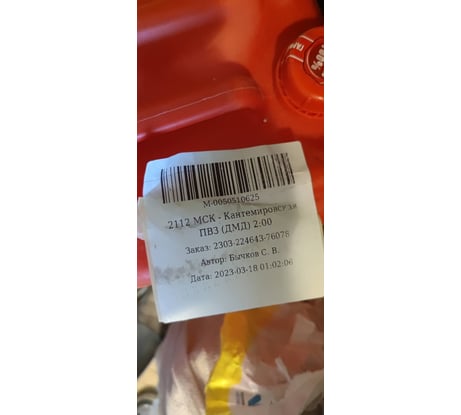 М-0050510625
2112 МСК - Кантемировская
ПВЗ (ДМД) 2:00
Заказ: 2303-224643-76078
Автор: Бычков С. В.
Дата: 2023-03-18 01:02:06